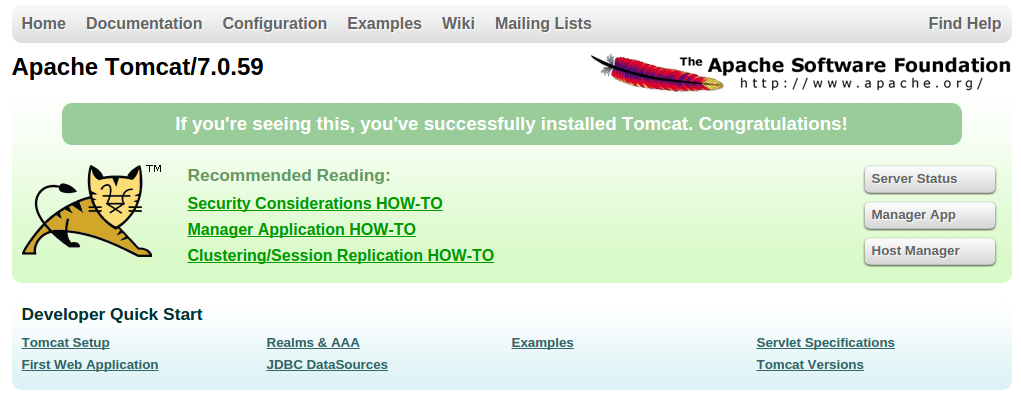 Home Documentation Configuration Examples Wiki Mailing Lists Find Help
Apache Tomcat/7.0.59
The Apache Software Foundation
http://www.apache.org/
If you're seeing this, you've successfully installed Tomcat. Congratulations!
TM
Recommended Reading:
Security Considerations HOW-TO
Manager Application HOW-TO
Clustering/Session Replication HOW-TO
Server Status
Manager App
Host Manager
Developer Quick Start
Tomcat Setup Realms & AAA Examples Servlet Specifications
First Web Application JDBC DataSources Tomcat Versions